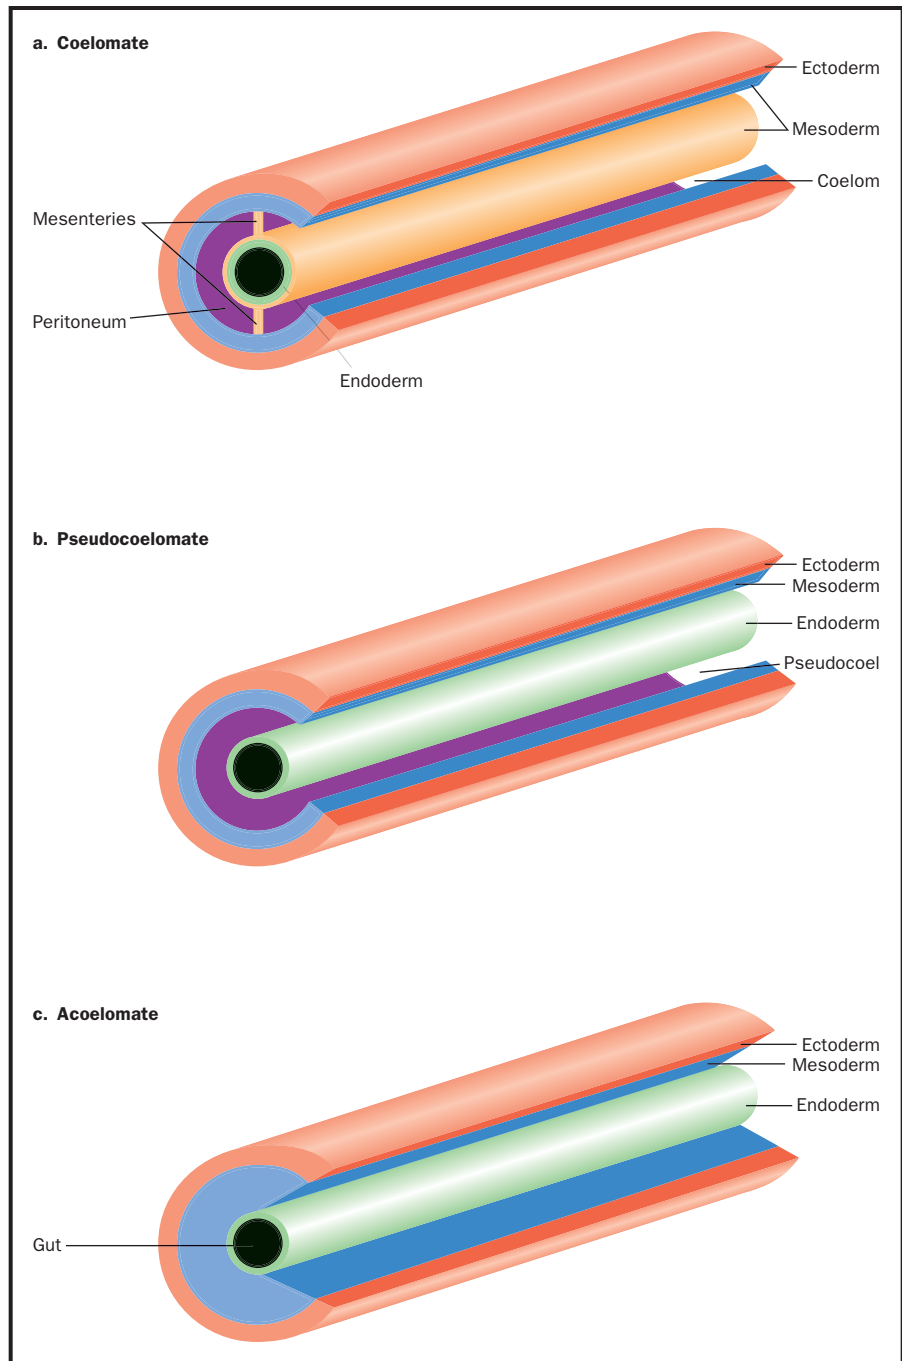 a. Coelomate
Ectoderm
Mesoderm
Coelom
Mesenteries
Peritoneum
Endoderm
b. Pseudocoelomate
Ectoderm
Mesoderm
Endoderm
Pseudocoel
c. Acoelomate
Ectoderm
Mesoderm
Endoderm
Gut